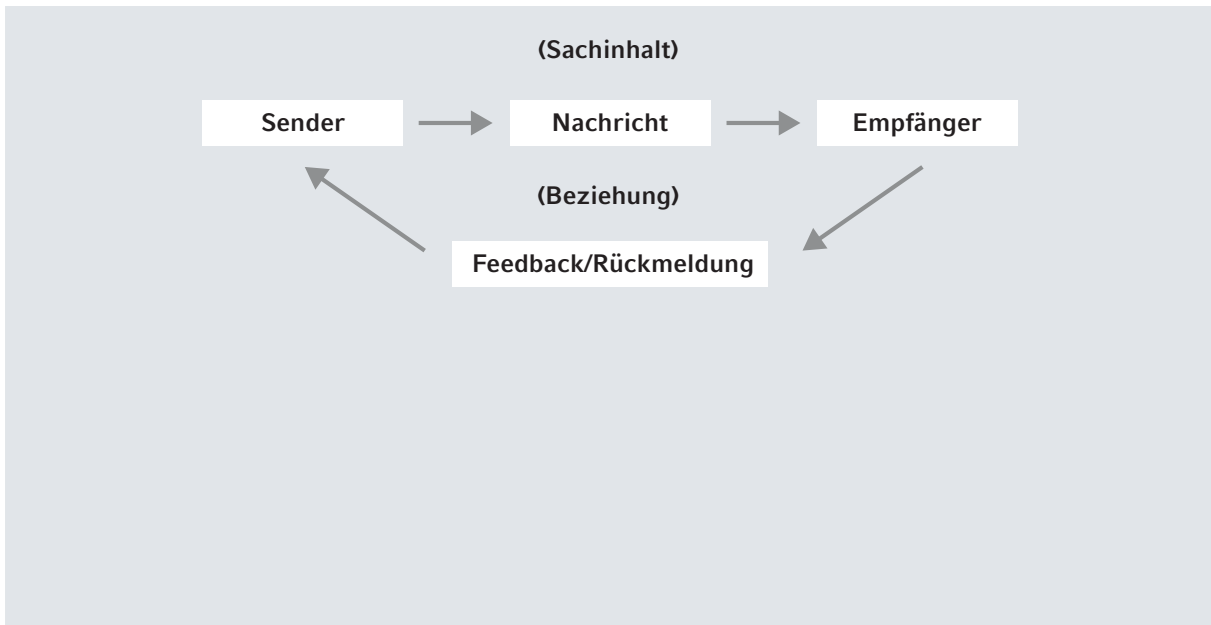 (Sachinhalt)
Sender
Nachricht
Empfänger
(Beziehung)
Feedback/Rückmeldung